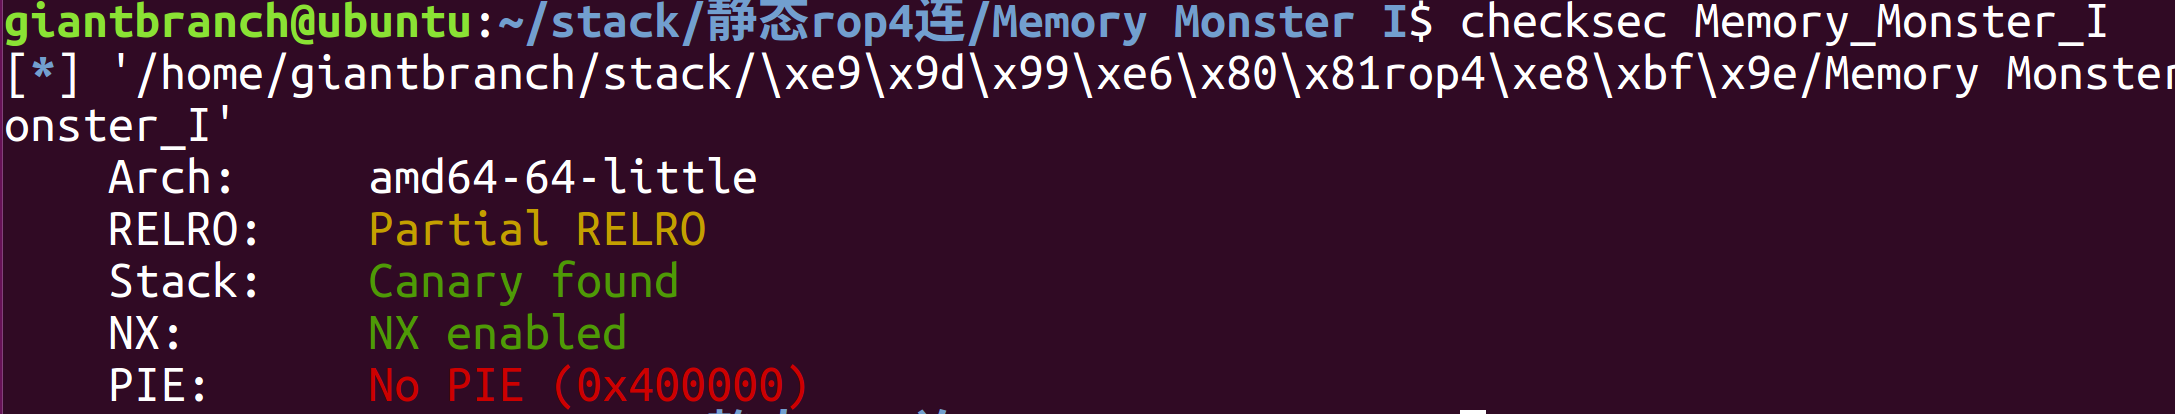 giantbranch@ubuntu:~/stack/静态rop4连/Memory Monster I$ checksec Memory_Monster_I
[*] '/home/giantbranch/stack/\xe9\x9d\x99\xe6\x80\x81rop4\xe8\xbf\x9e/Memory Monster
onster_I'
Arch: amd64-64-little
RELRO: Partial RELRO
Stack: Canary found
NX: NX enabled
PIE: No PIE (0x400000)